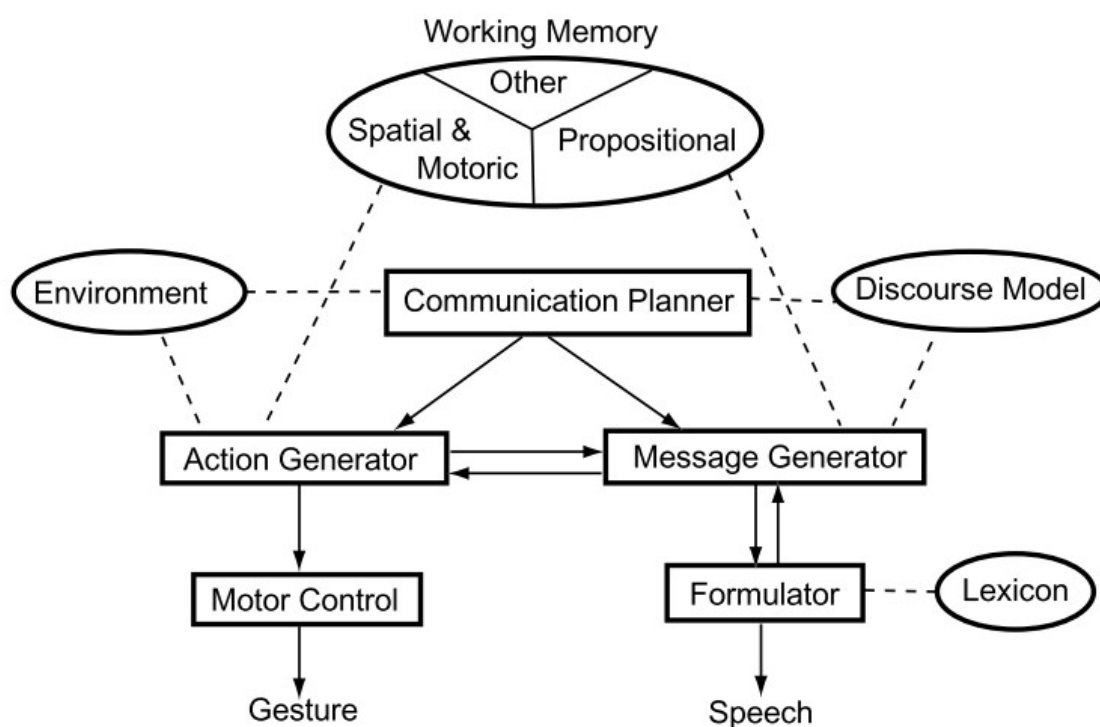 Working Memory
Other
Spatial &
Motoric
Propositional
Environment
Communication Planner
Discourse Model
Action Generator
Message Generator
Motor Control
Formulator
Lexicon
Gesture
Speech